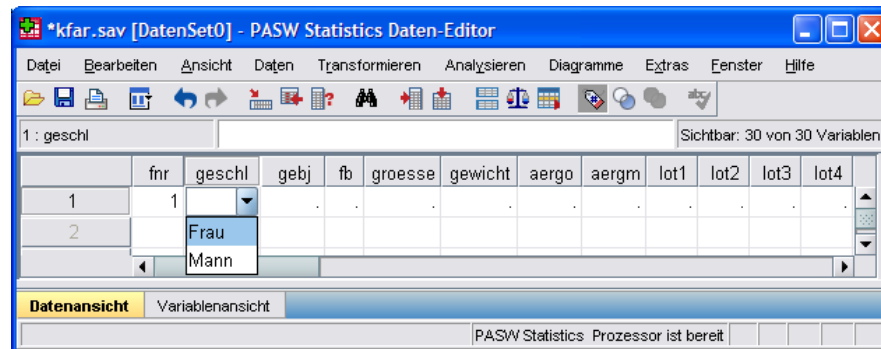 *kfar.sav [DatenSet0] - PASW Statistics Daten-Editor
Datei Bearbeiten Ansicht Daten Transformieren Analysieren Diagramme Extras Fenster Hilfe
1 : geschl Sichtbar: 30 von 30 Variablen
fnr geschl gebj fb groesse gewicht aergo aergm lot1 lot2 lot3 lot4
1 1 . . . . . . . . . .
2 Frau
Mann
Datenansicht Variablenansicht
PASW Statistics Prozessor ist bereit